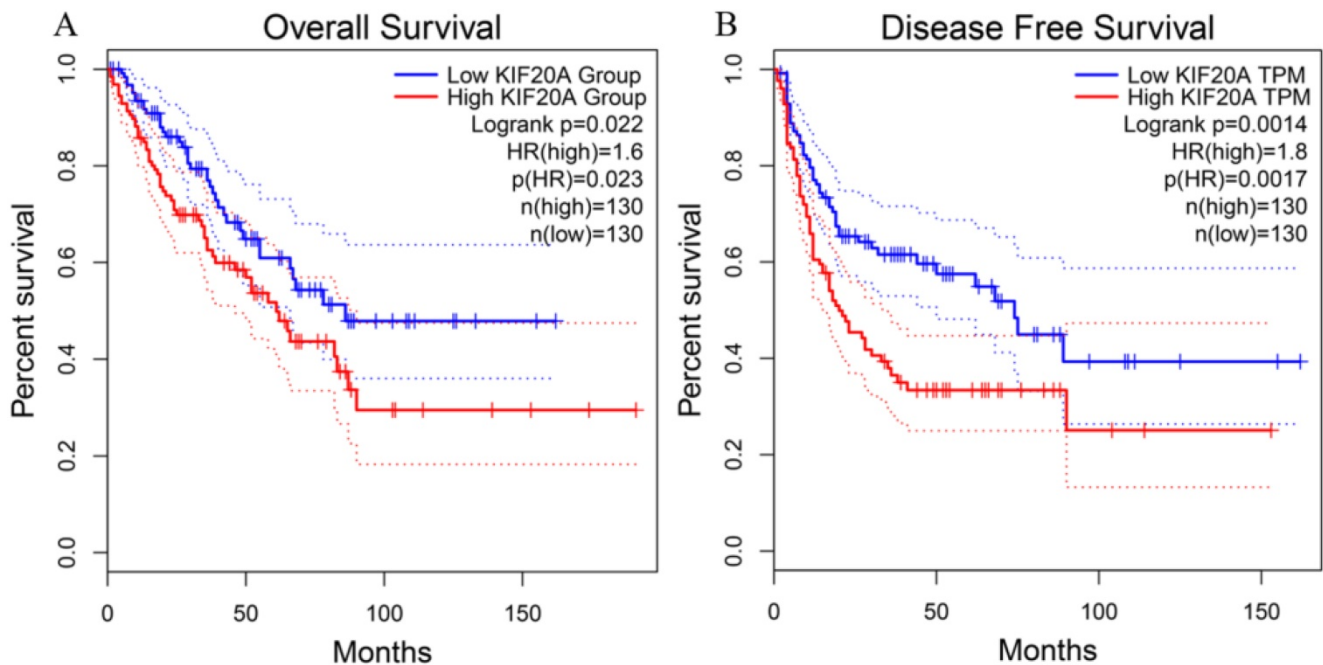 A
Overall Survival
Percent survival
1.0
0.8
0.6
0.4
0.2
0.0
Low KIF20A Group
High KIF20A Group
Logrank p=0.022
HR(high)=1.6
p(HR)=0.023
n(high)=130
n(low)=130
0 50 100 150
Months
B
Disease Free Survival
Percent survival
1.0
0.8
0.6
0.4
0.2
0.0
Low KIF20A TPM
High KIF20A TPM
Logrank p=0.0014
HR(high)=1.8
p(HR)=0.0017
n(high)=130
n(low)=130
0 50 100 150
Months